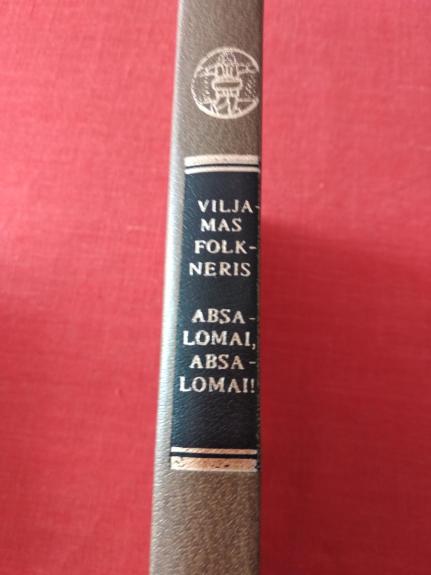 VILJA-
MAS
FOLK-
NERIS
ABSA-
LOMAI,
ABSA-
LOMAI!